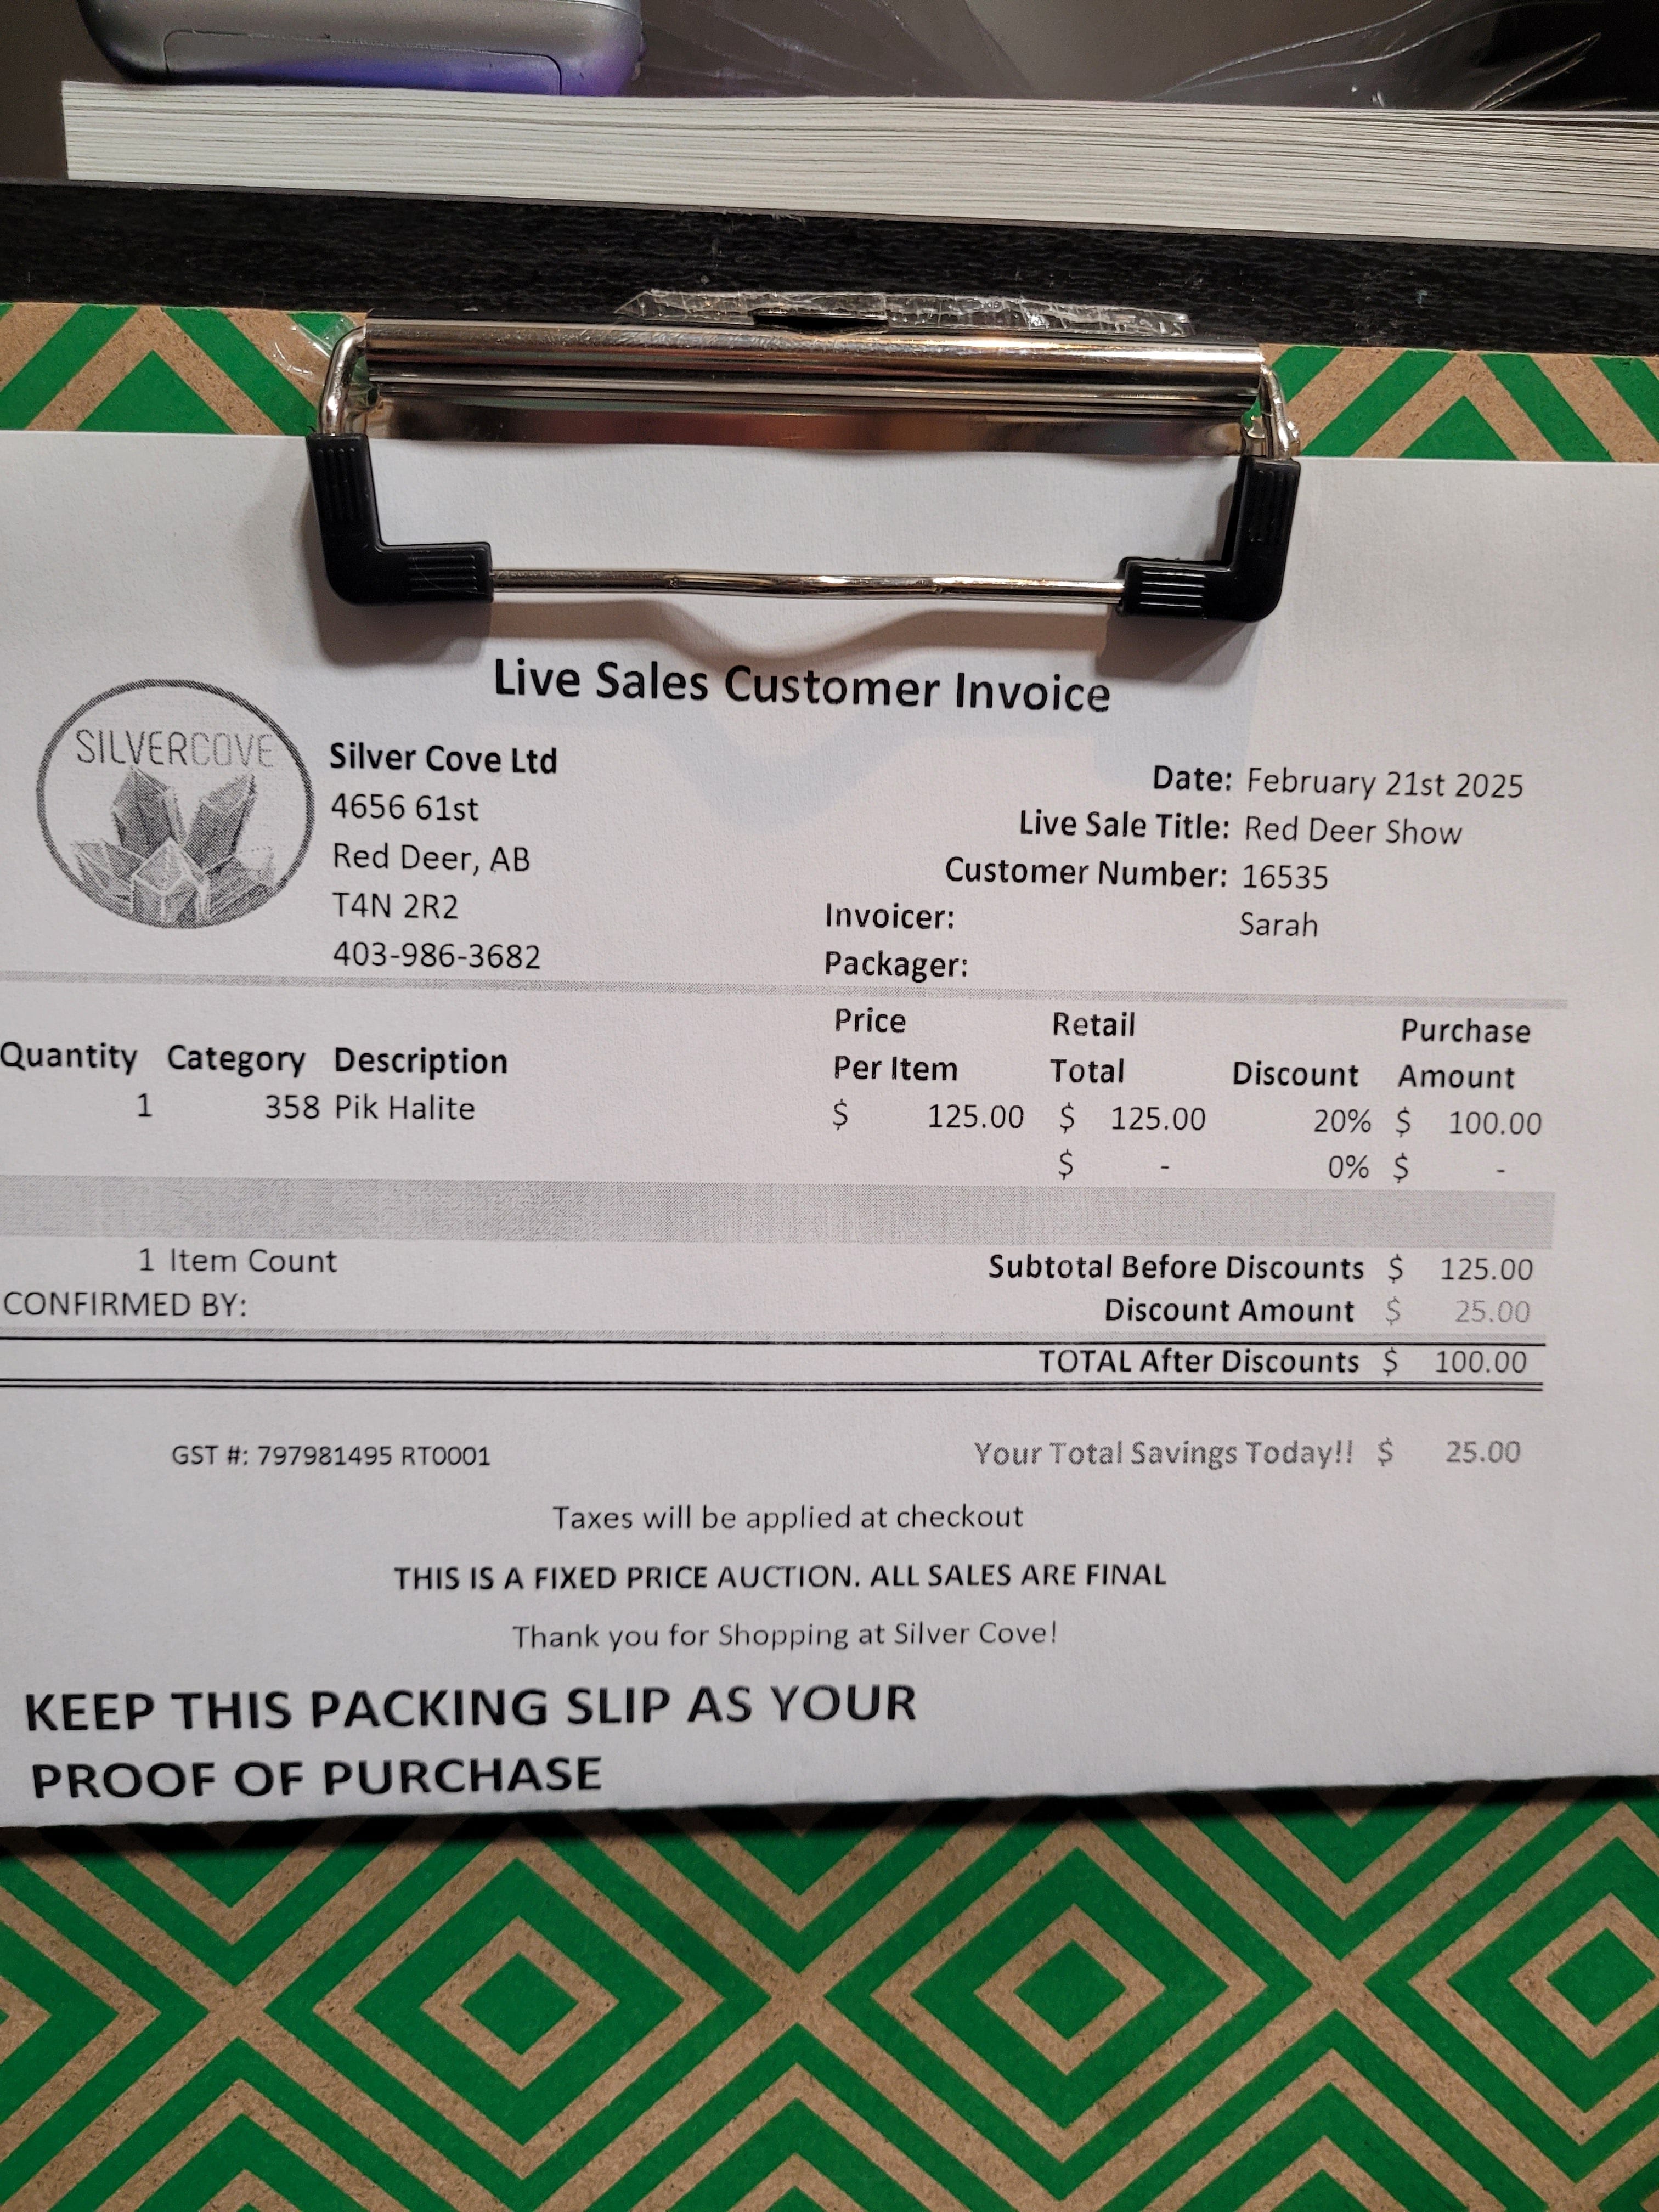 Live Sales Customer Invoice
SILVERCOVE
Silver Cove Ltd
4656 61st
Red Deer, AB
T4N 2R2
403-986-3682
Date: February 21st 2025
Live Sale Title: Red Deer Show
Customer Number: 16535
Invoicer: Sarah
Packager:
Quantity Category Description Price Per Item Retail Total Discount Purchase Amount
1 358 Pik Halite $ 125.00 $ 125.00 20% $ 100.00
$ - 0% $ -
1 Item Count Subtotal Before Discounts $ 125.00
CONFIRMED BY: Discount Amount $ 25.00
TOTAL After Discounts $ 100.00
GST #: 797981495 RT0001 Your Total Savings Today!! $ 25.00
Taxes will be applied at checkout
THIS IS A FIXED PRICE AUCTION. ALL SALES ARE FINAL
Thank you for Shopping at Silver Cove!
KEEP THIS PACKING SLIP AS YOUR
PROOF OF PURCHASE